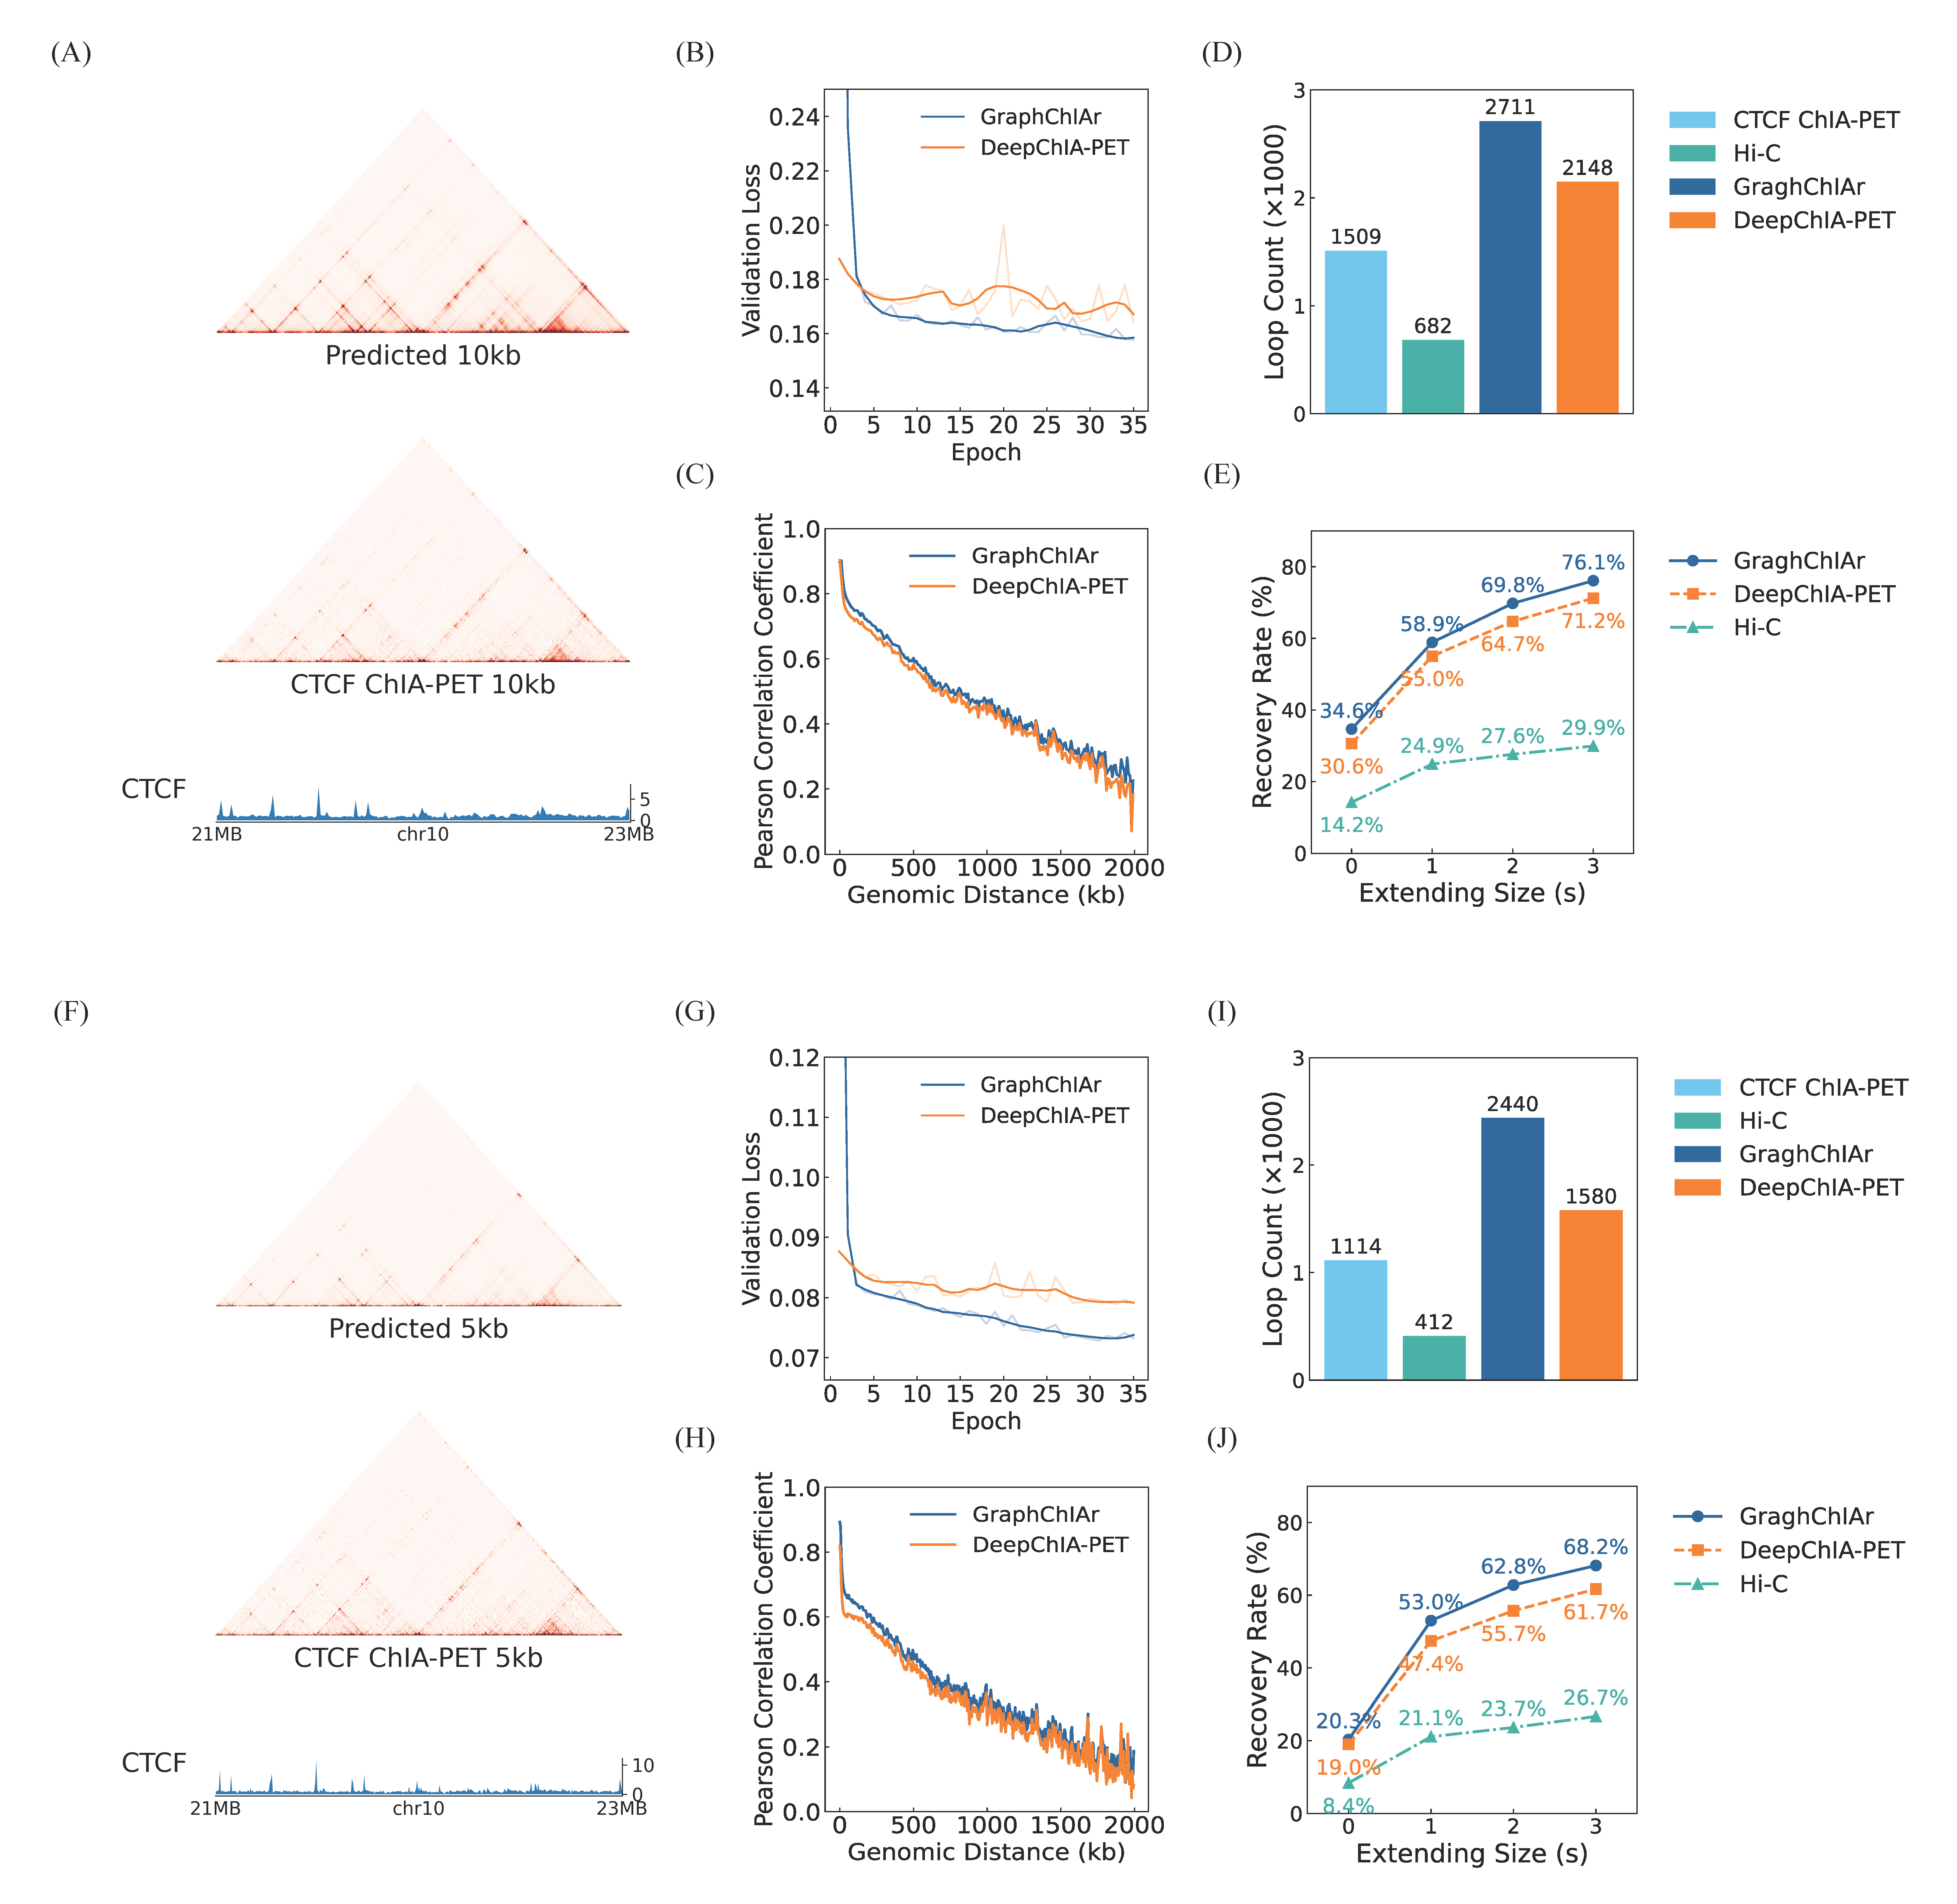 (A)
Predicted 10kb
CTCF ChIA-PET 10kb
CTCF
5
0
21MB
chr10
23MB
(B)
Validation Loss
0.24
0.22
0.20
0.18
0.16
0.14
GraphChIAr
DeepChIA-PET
0 5 10 15 20 25 30 35
Epoch
(C)
Pearson Correlation Coefficient
1.0
0.8
0.6
0.4
0.2
0.0
GraphChIAr
DeepChIA-PET
0 500 1000 1500 2000
Genomic Distance (kb)
(D)
Loop Count (×1000)
3
2
1
0
1509
682
2711
2148
CTCF ChIA-PET
Hi-C
GraghChIAr
DeepChIA-PET
(E)
Recovery Rate (%)
80
60
40
20
0
34.6%
58.9%
69.8%
76.1%
30.6%
55.0%
64.7%
71.2%
14.2%
24.9%
27.6%
29.9%
0 1 2 3
Extending Size (s)
GraghChIAr
DeepChIA-PET
Hi-C
(F)
Predicted 5kb
CTCF ChIA-PET 5kb
CTCF
10
0
21MB
chr10
23MB
(G)
Validation Loss
0.12
0.11
0.10
0.09
0.08
0.07
GraphChIAr
DeepChIA-PET
0 5 10 15 20 25 30 35
Epoch
(H)
Pearson Correlation Coefficient
1.0
0.8
0.6
0.4
0.2
0.0
GraphChIAr
DeepChIA-PET
0 500 1000 1500 2000
Genomic Distance (kb)
(I)
Loop Count (×1000)
3
2
1
0
1114
412
2440
1580
CTCF ChIA-PET
Hi-C
GraghChIAr
DeepChIA-PET
(J)
Recovery Rate (%)
80
60
40
20
0
20.3%
53.0%
62.8%
68.2%
19.0%
47.4%
55.7%
61.7%
8.4%
21.1%
23.7%
26.7%
0 1 2 3
Extending Size (s)
GraghChIAr
DeepChIA-PET
Hi-C